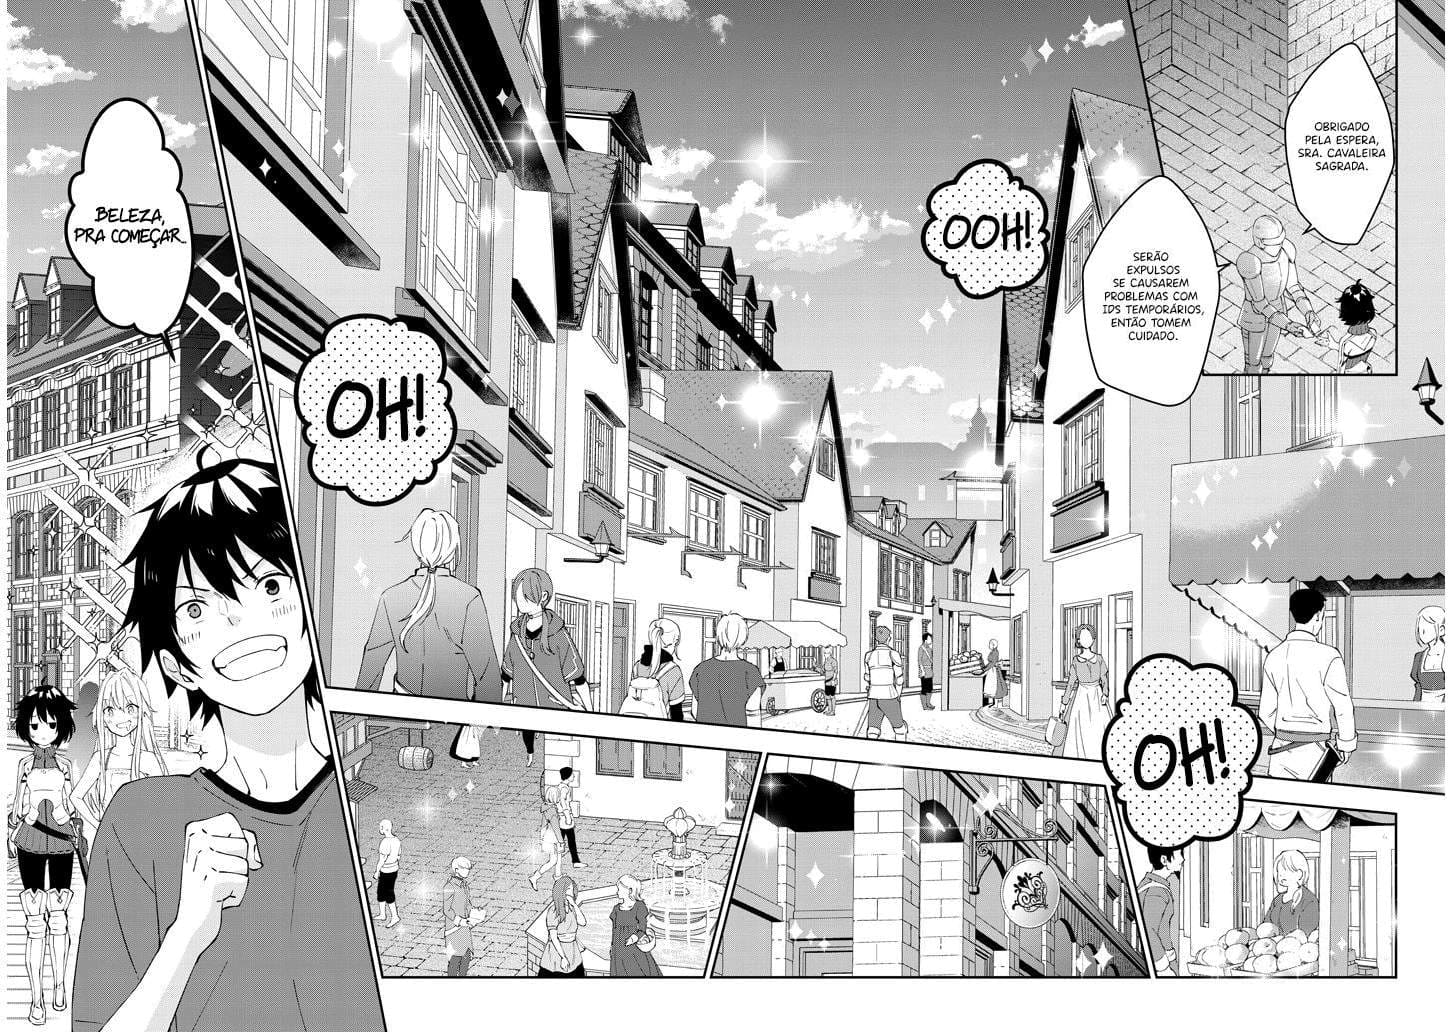 OBRIGADO
PELA ESPERA,
SRA. CAVALEIRA
SAGRADA.
SERÃO
EXPULSOS
SE CAUSAREM
PROBLEMAS COM
IDS TEMPORÁRIOS,
ENTÃO TOMEM
CUIDADO.
OOH!
OH!
OH!
BELEZA,
PRA COMEÇAR...